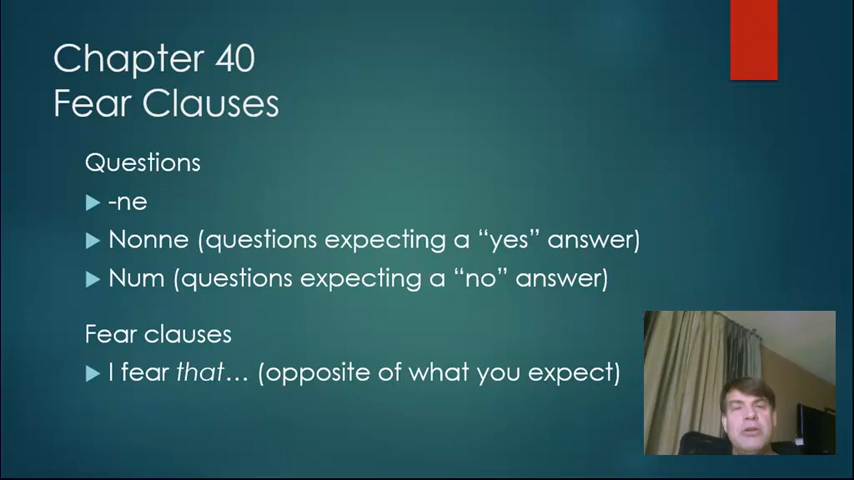 Chapter 40
Fear Clauses
Questions
-ne
Nonne (questions expecting a “yes” answer)
Num (questions expecting a “no” answer)
Fear clauses
I fear that… (opposite of what you expect)